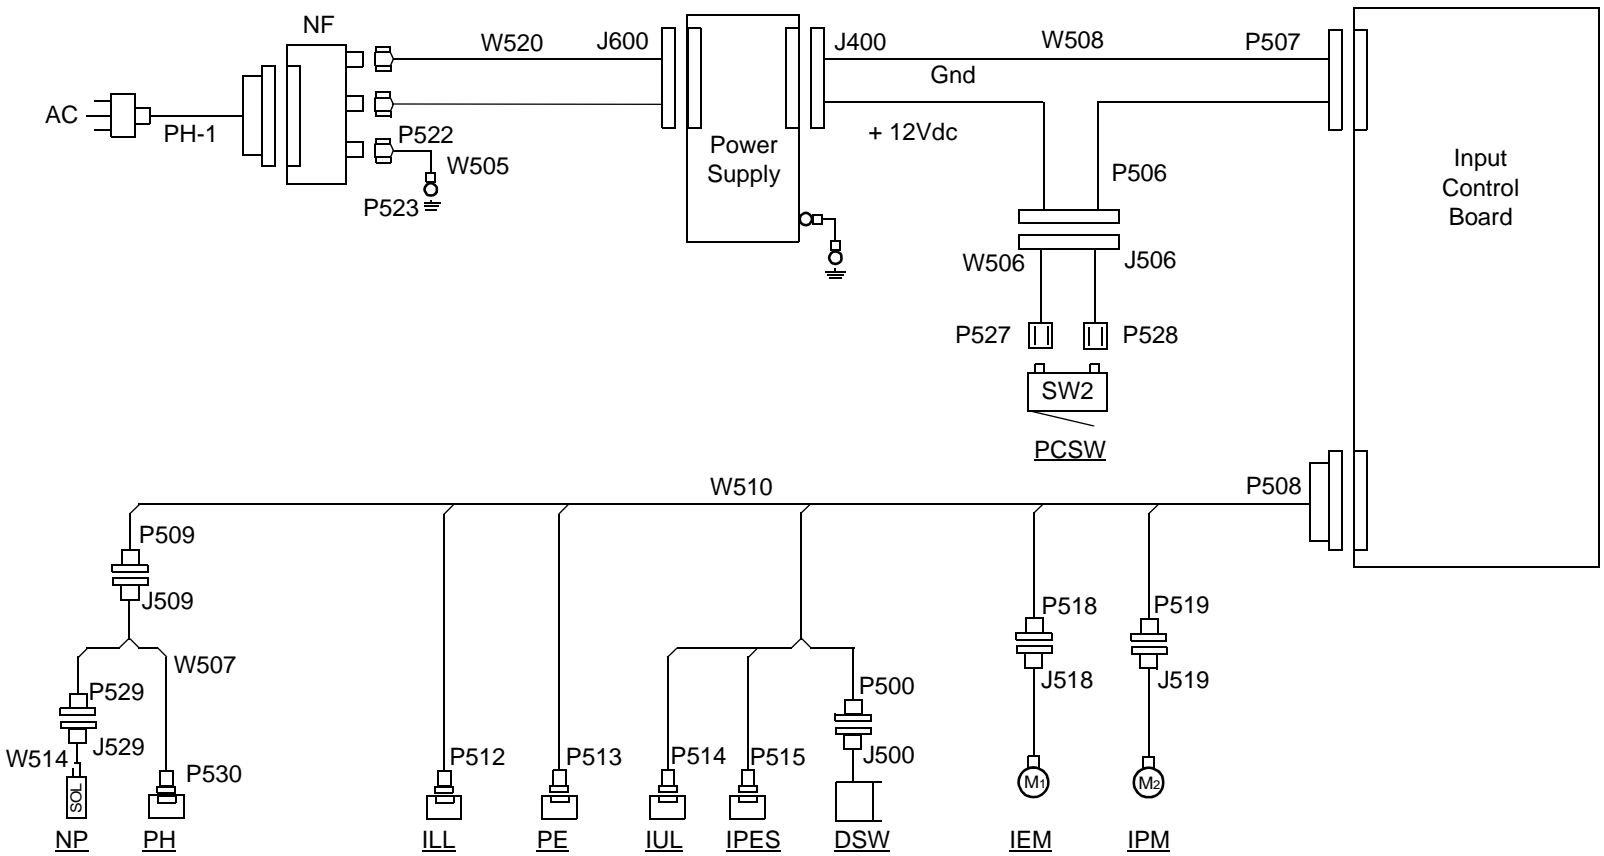 NF
W520
J600
J400
W508
P507
Gnd
AC
PH-1
P522
W505
P523
Power
Supply
+ 12Vdc
P506
Input
Control
Board
W506
J506
P527
P528
SW2
PCSW
W510
P508
P509
J509
W507
P529
J529
W514
P530
SOL
P512
P513
P514
P515
P500
J500
P518
J518
P519
J519
M1
M2
NP
PH
ILL
PE
IUL
IPES
DSW
IEM
IPM